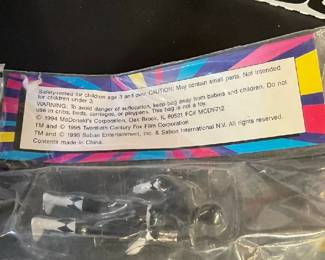 Safety-tested for children age 3 and over. CAUTION: May contain small parts. Not intended
for children under 3.
WARNING: To avoid danger of suffocation, keep bag away from babies and children. Do not
use in cribs, beds, carriages, or playpens. This bag is not a toy.
© 1994 McDonald's Corporation, Oak Brook, IL 60521
TM and © 1995 Twentieth Century Fox Film Corporation
TM and © 1995 Saban Entertainment, Inc. & Saban International N.V. All rights reserved.
Contents made in China.